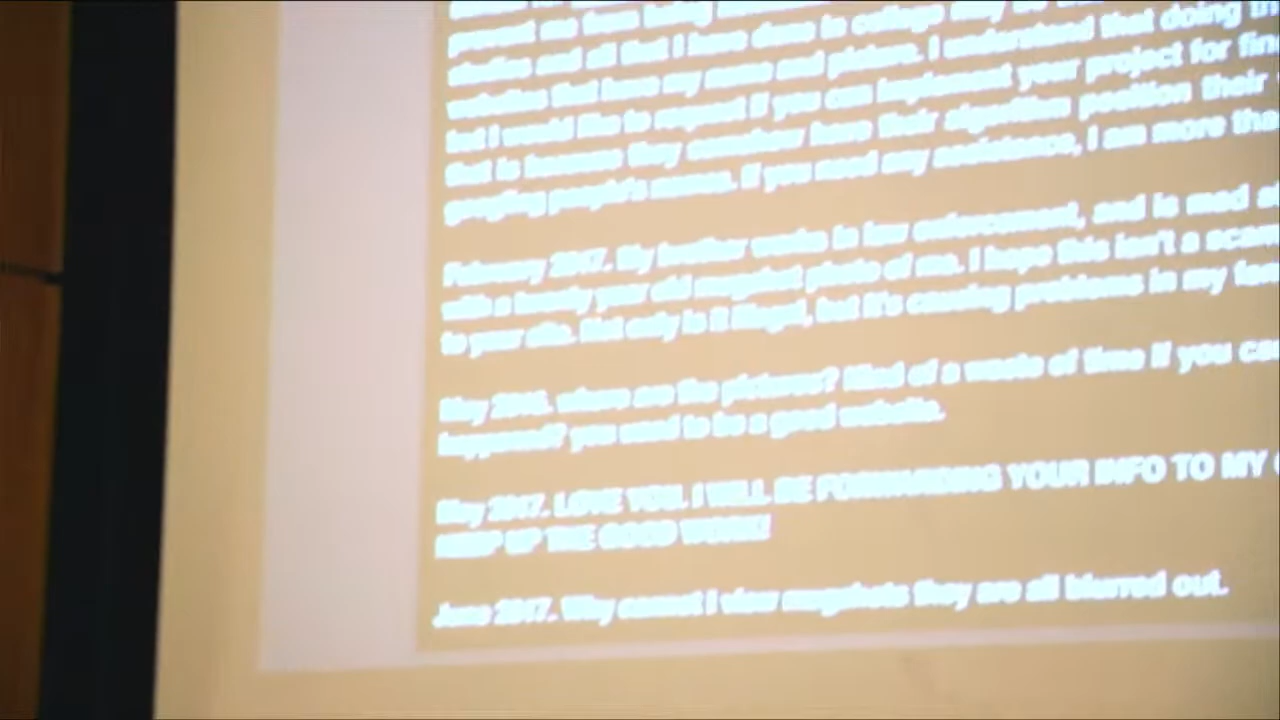 prevent me from being
studies and all that I have done in college may be
websites that have my name and picture. I understand that doing
but I would like to request if you can implement your project for
but is because they somehow have their algorithm position their
googling people's names. If you need my assistance, I am more
February 2017. My brother works in law enforcement, and is mad
with a twenty year old mugshot photo of me. I hope this isn't a scam
to your site. Not only is it illegal, but it's causing problems in my
May 2016. where are the pictures? Kind of a waste of time if you
happened? you used to be a good website.
May 2017. LOVE YOU. I WILL BE FORWARDING YOUR INFO TO MY
KEEP UP THE GOOD WORK!
June 2017. Why cannot I view mugshots they are all blurred out.